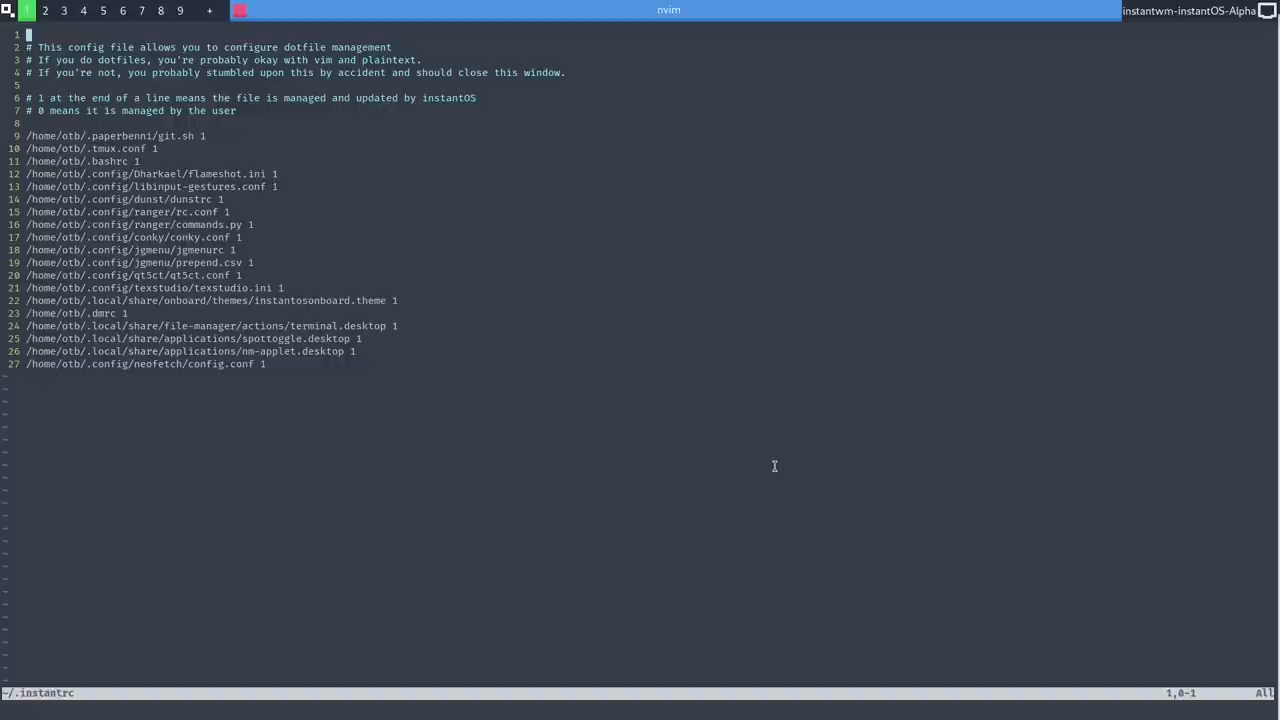 1 2 3 4 5 6 7 8 9 + nvim instantwm-instantOS-Alpha
1
2 # This config file allows you to configure dotfile management
3 # If you do dotfiles, you're probably okay with vim and plaintext.
4 # If you're not, you probably stumbled upon this by accident and should close this window.
5
6 # 1 at the end of a line means the file is managed and updated by instantOS
7 # 0 means it is managed by the user
8
9 /home/otb/.paperbenni/git.sh 1
10 /home/otb/.tmux.conf 1
11 /home/otb/.bashrc 1
12 /home/otb/.config/Dharkael/flameshot.ini 1
13 /home/otb/.config/libinput-gestures.conf 1
14 /home/otb/.config/dunst/dunstrc 1
15 /home/otb/.config/ranger/rc.conf 1
16 /home/otb/.config/ranger/commands.py 1
17 /home/otb/.config/conky/conky.conf 1
18 /home/otb/.config/jgmenu/jgmenurc 1
19 /home/otb/.config/jgmenu/prepend.csv 1
20 /home/otb/.config/qt5ct/qt5ct.conf 1
21 /home/otb/.config/texstudio/texstudio.ini 1
22 /home/otb/.local/share/onboard/themes/instantosonboard.theme 1
23 /home/otb/.dmrc 1
24 /home/otb/.local/share/file-manager/actions/terminal.desktop 1
25 /home/otb/.local/share/applications/spottoggle.desktop 1
26 /home/otb/.local/share/applications/nm-applet.desktop 1
27 /home/otb/.config/neofetch/config.conf 1
~/.instantrc 1,0-1 All